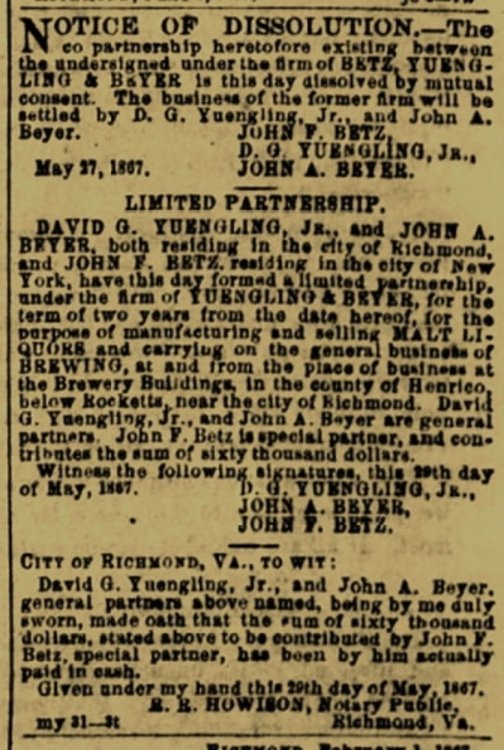 NOTICE OF DISSOLUTION.—The
co partnership heretofore existing between
the undersigned under the firm of BETZ, YUENG-
LING & BEYER is this day dissolved by mutual
consent. The business of the former firm will be
settled by D. G. Yuengling, Jr., and John A.
Beyer. JOHN F. BETZ,
D. G. YUENGLING, JR.,
May 27, 1867. JOHN A. BEYER.
LIMITED PARTNERSHIP.
DAVID G. YUENGLING, JR., and JOHN A.
BEYER, both residing in the city of Richmond,
and JOHN F. BETZ, residing in the city of New
York, have this day formed a limited partnership,
under the firm of YUENGLING & BEYER, for the
term of two years from the date hereof, for the
purpose of manufacturing and selling MALT LI-
QUORS and carrying on the general business of
BREWING, at and from the place of business at
the Brewery Buildings, in the county of Henrico,
below Rocketts, near the city of Richmond. David
G. Yuengling, Jr., and John A. Beyer are general
partners. John F. Betz is special partner, and con-
tributes the sum of sixty thousand dollars.
Witness the following signatures, this 29th day
of May, 1867. D. G. YUENGLING, JR.,
JOHN A. BEYER,
JOHN F. BETZ.
CITY OF RICHMOND, VA., TO WIT:
David G. Yuengling, Jr., and John A. Beyer,
general partners above named, being by me duly
sworn, made oath that the sum of sixty thousand
dollars, stated above to be contributed by John F.
Betz, special partner, has been by him actually
paid in cash.
Given under my hand this 29th day of May, 1867.
R. R. HOWISON, Notary Public,
my 31—3t Richmond, Va.